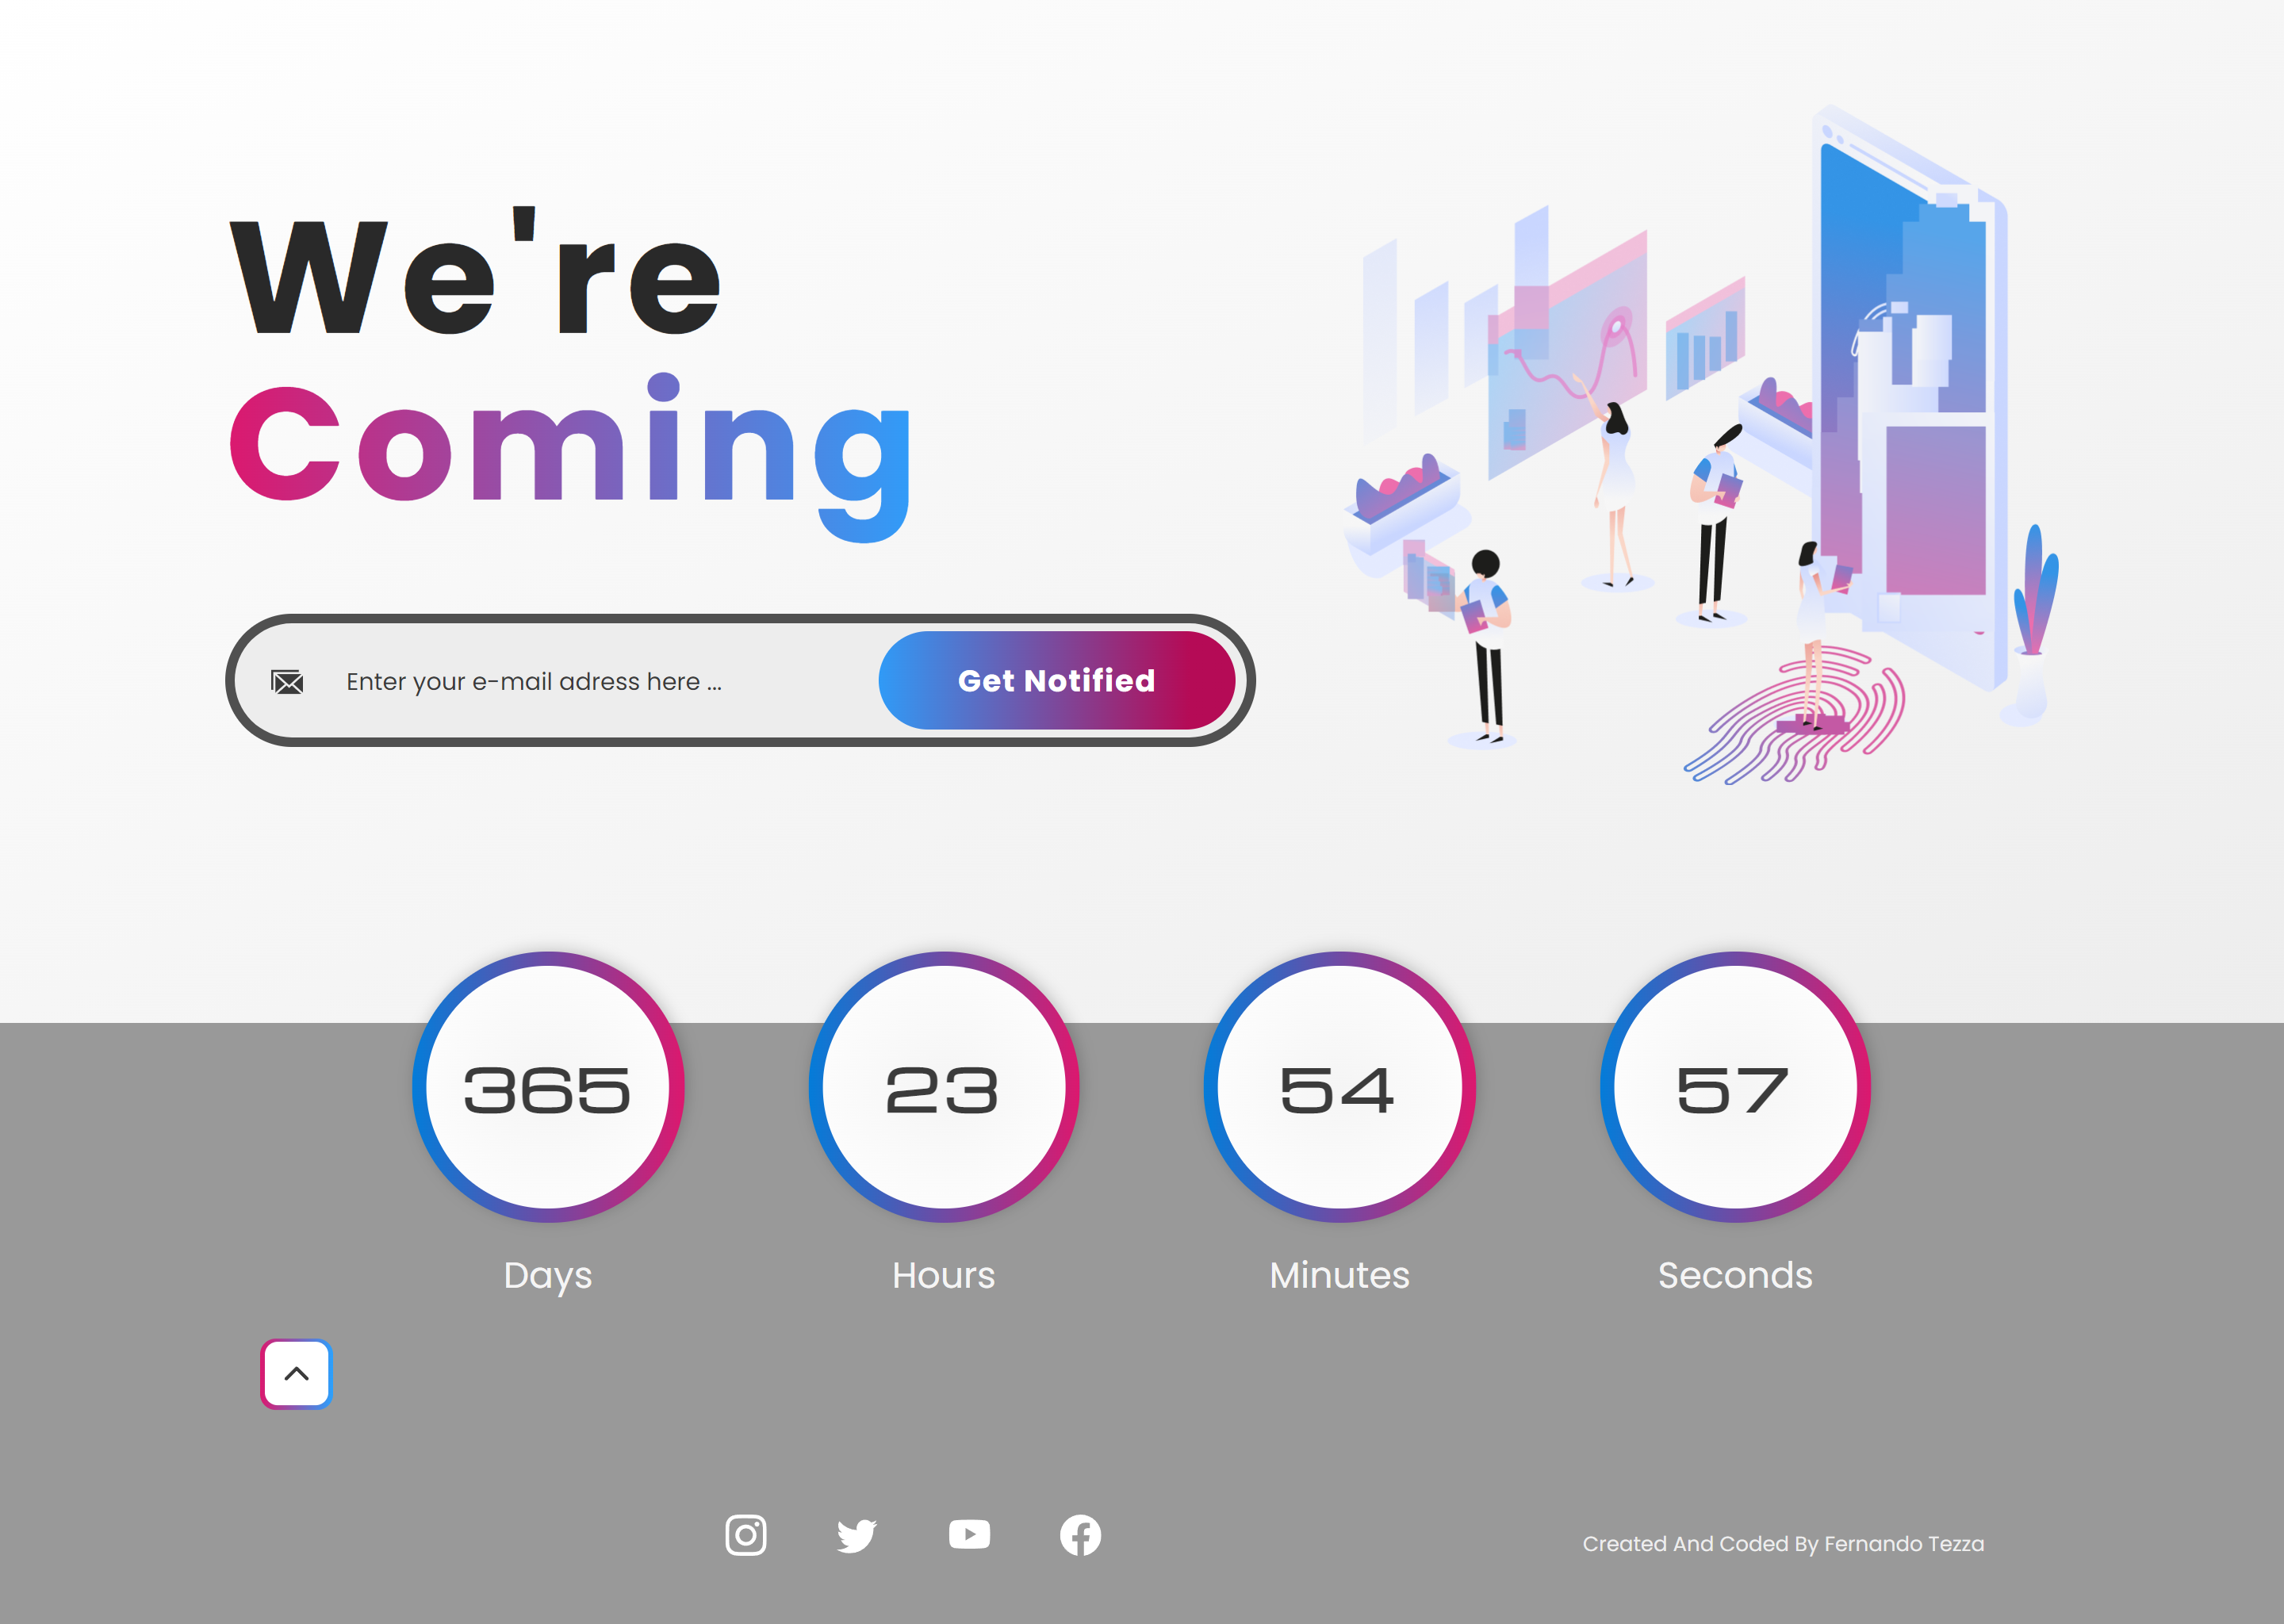 We're
Coming
Enter your e-mail adress here ...
Get Notified
365
23
54
57
Days
Hours
Minutes
Seconds
Created And Coded By Fernando Tezza